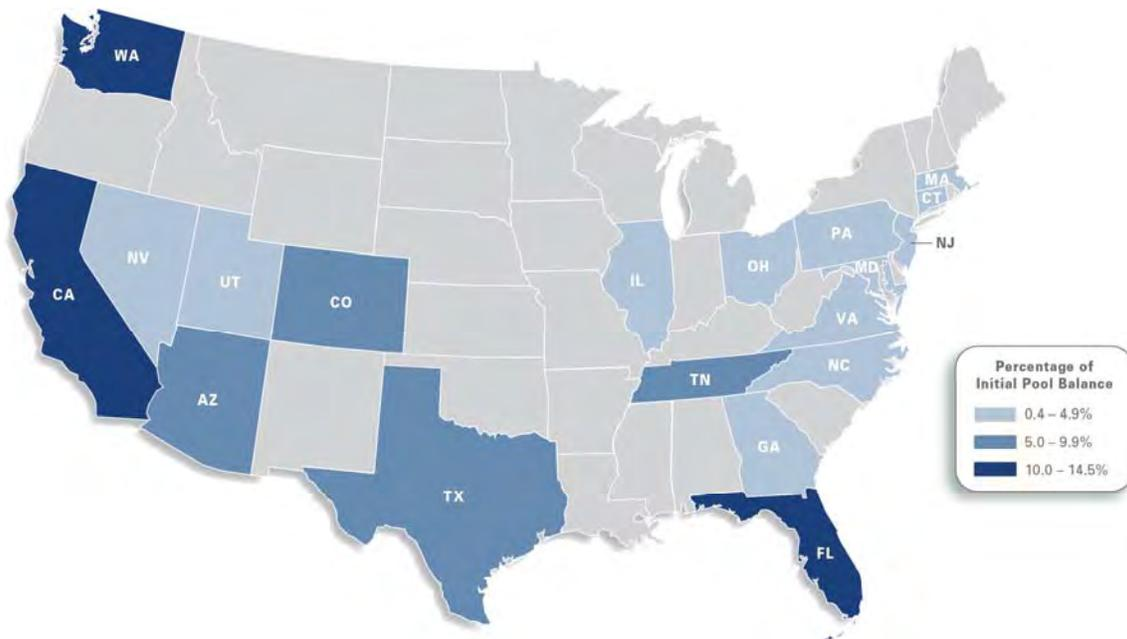 WA
MA
CT
NJ
PA
NV
UT
OH
IL
MD
CA
CO
VA
NC
TN
AZ
GA
TX
FL
Percentage of
Initial Pool Balance
0.4 – 4.9%
5.0 – 9.9%
10.0 – 14.5%